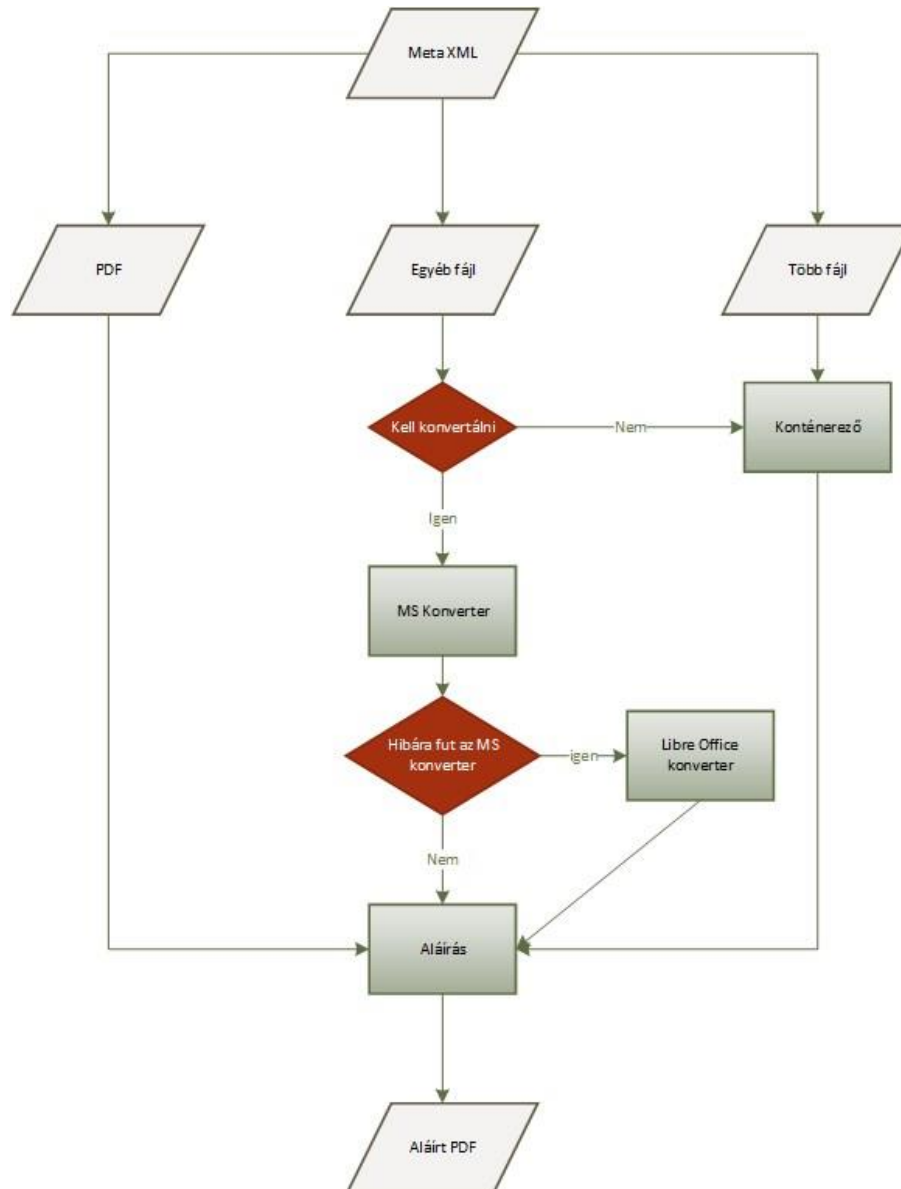 Meta XML
PDF
Egyéb fájl
Több fájl
Kell konvertálni
Nem
Konténerező
Igen
MS Konverter
Hibára fut az MS
konverter
igen
Libre Office
konverter
Nem
Aláírás
Aláírt PDF